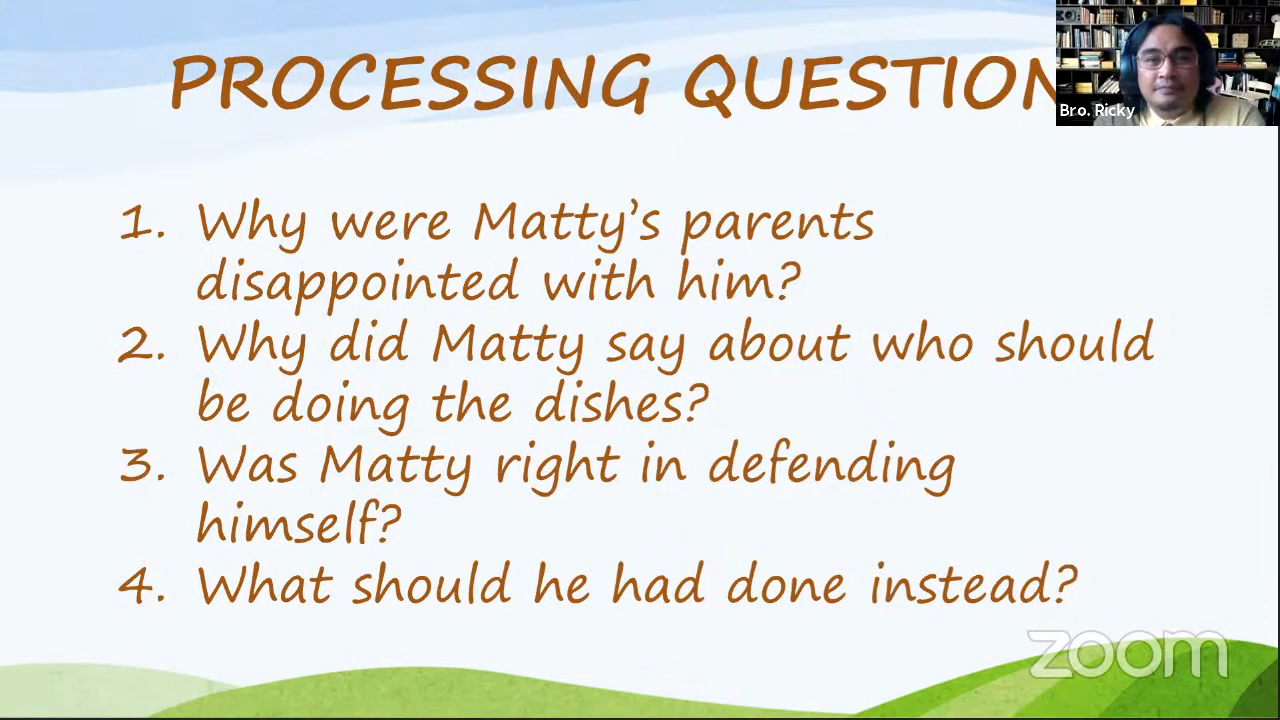 PROCESSING QUESTION
Bro. Ricky
1. Why were Matty’s parents
disappointed with him?
2. Why did Matty say about who should
be doing the dishes?
3. Was Matty right in defending
himself?
4. What should he had done instead?
zoom